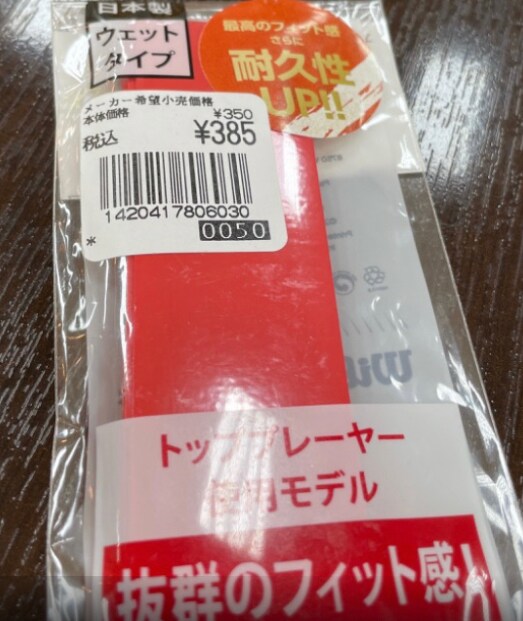 日本製
ウェット
タイプ
最高のフィット感
さらに
耐久性
UP!!
メーカー希望小売価格
本体価格 ¥350
税込 ¥385
1420417806030
* 0050
トッププレーヤー
使用モデル
抜群のフィット感!